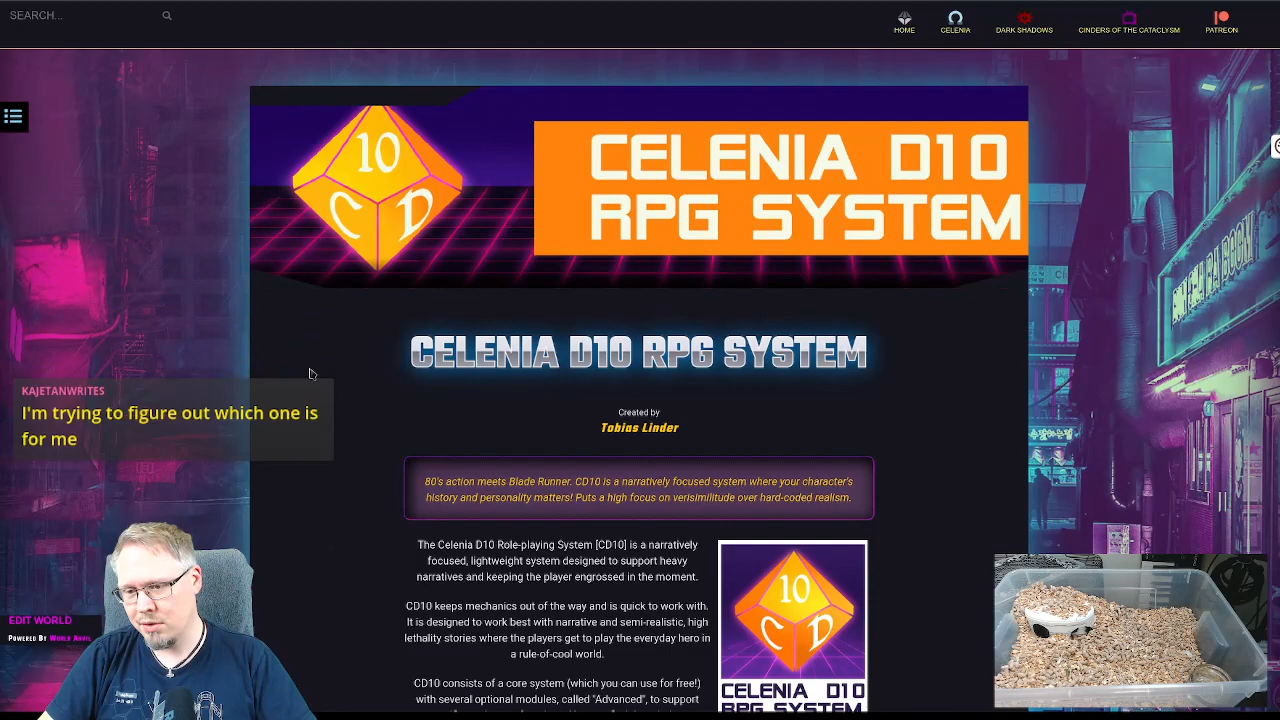 SEARCH...
HOME
CELENIA
DARK SHADOWS
CINDERS OF THE CATACLYSM
PATREON
10
C D
CELENIA D10
RPG SYSTEM
CELENIA D10 RPG SYSTEM
Created by
Tobias Linder
80's action meets Blade Runner. CD10 is a narratively focused system where your character's
history and personality matters! Puts a high focus on verisimilitude over hard-coded realism.
The Celenia D10 Role-playing System [CD10] is a narratively
focused, lightweight system designed to support heavy
narratives and keeping the player engrossed in the moment.
CD10 keeps mechanics out of the way and is quick to work with.
It is designed to work best with narrative and semi-realistic, high
lethality stories where the players get to play the everyday hero in
a rule-of-cool world.
CD10 consists of a core system (which you can use for free!)
with several optional modules, called "Advanced", to support
10
C D
CELENIA D10
RPG SYSTEM
KAJETANWRITES
I'm trying to figure out which one is
for me
EDIT WORLD
POWERED BY WORLD ANVIL